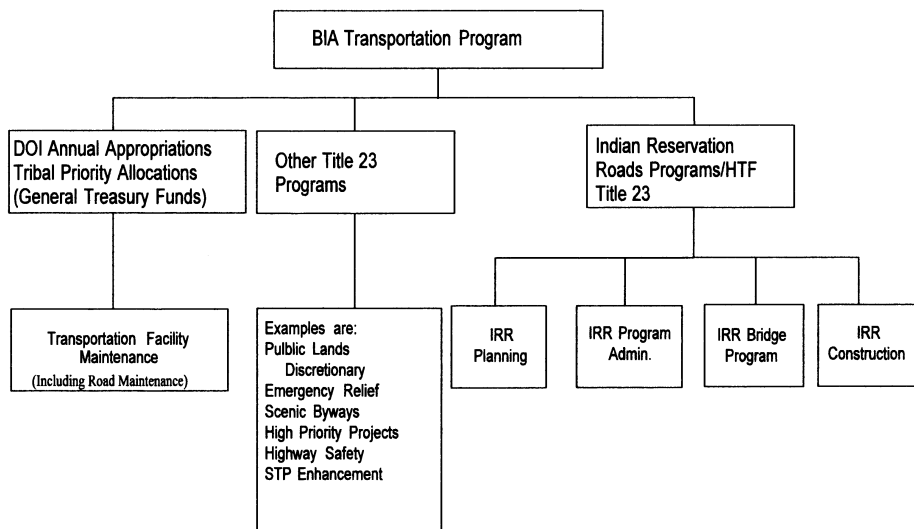 BIA Transportation Program
DOI Annual Appropriations
Tribal Priority Allocations
(General Treasury Funds)
Other Title 23
Programs
Indian Reservation
Roads Programs/HTF
Title 23
Transportation Facility
Maintenance
(Including Road Maintenance)
Examples are:
Pulblic Lands
Discretionary
Emergency Relief
Scenic Byways
High Priority Projects
Highway Safety
STP Enhancement
IRR
Planning
IRR Program
Admin.
IRR Bridge
Program
IRR
Construction